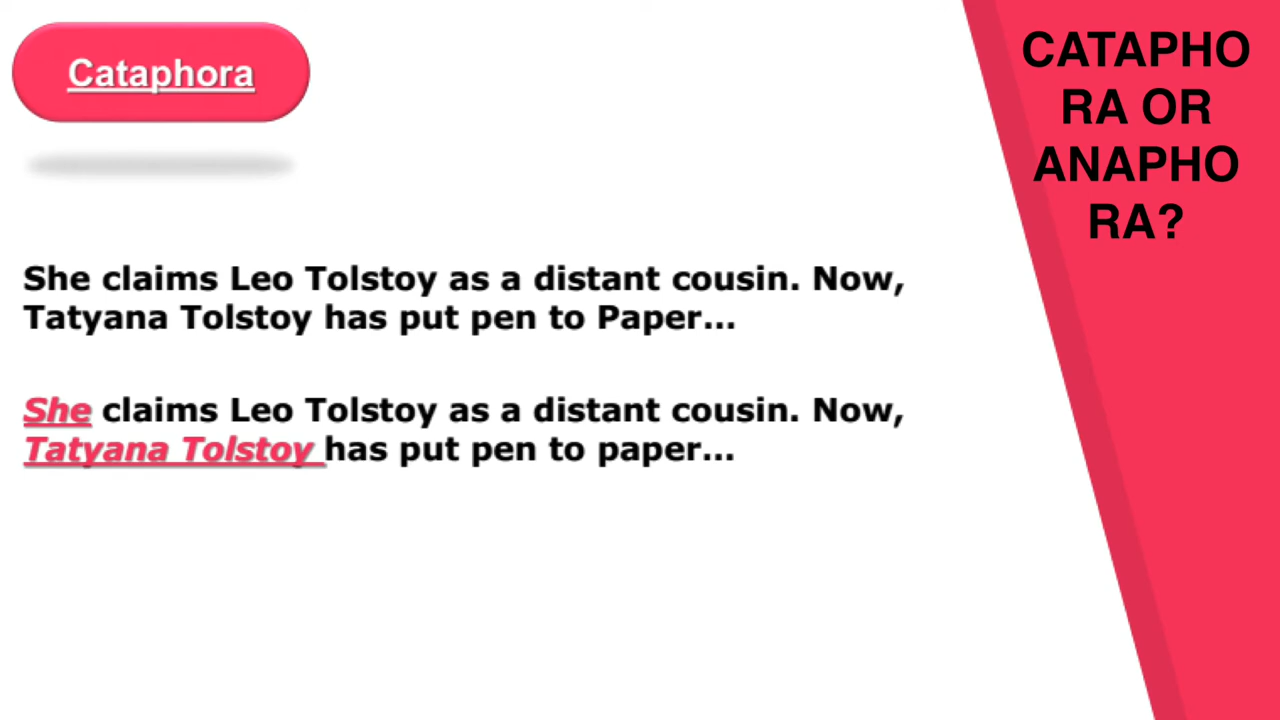 Cataphora
CATAPHO
RA OR
ANAPHO
RA?
She claims Leo Tolstoy as a distant cousin. Now,
Tatyana Tolstoy has put pen to Paper...
She claims Leo Tolstoy as a distant cousin. Now,
Tatyana Tolstoy has put pen to paper...